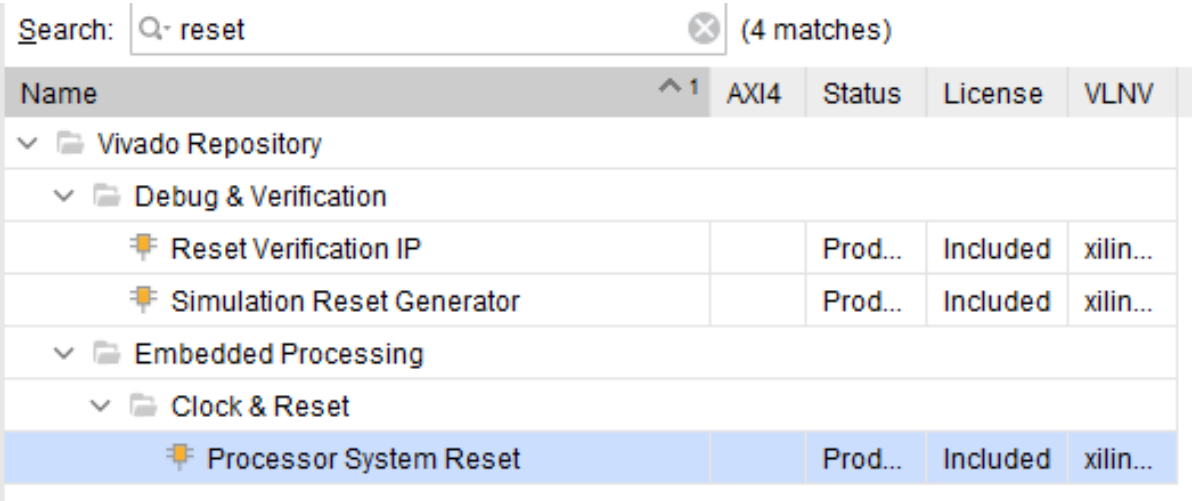 Search: reset (4 matches)
Name 1 AXI4 Status License VLNV
Vivado Repository
Debug & Verification
Reset Verification IP Prod... Included xilin...
Simulation Reset Generator Prod... Included xilin...
Embedded Processing
Clock & Reset
Processor System Reset Prod... Included xilin...